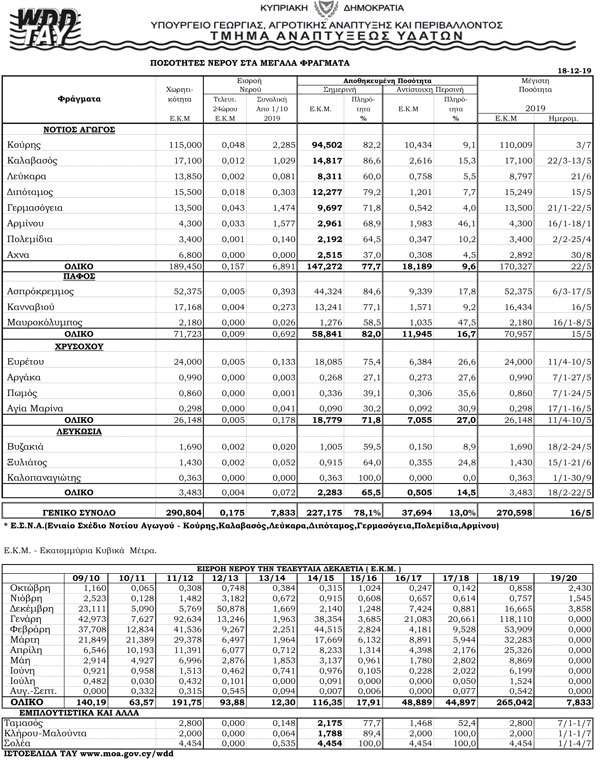 WDD
TAY
ΚΥΠΡΙΑΚΗ ΔΗΜΟΚΡΑΤΙΑ
ΥΠΟΥΡΓΕΙΟ ΓΕΩΡΓΙΑΣ, ΑΓΡΟΤΙΚΗΣ ΑΝΑΠΤΥΞΗΣ ΚΑΙ ΠΕΡΙΒΑΛΛΟΝΤΟΣ
ΤΜΗΜΑ ΑΝΑΠΤΥΞΕΩΣ ΥΔΑΤΩΝ
ΠΟΣΟΤΗΤΕΣ ΝΕΡΟΥ ΣΤΑ ΜΕΓΑΛΑ ΦΡΑΓΜΑΤΑ
18-12-19
Εισροή Αποθηκευμένη Ποσότητα Μέγιστη
Φράγματα Χωρητι- Νερού Σημερινή Αντίστοιχη Περσινή Ποσότητα
κότητα Τελευτ. Συνολική Πληρό- Πληρό-
24ώρου Απο 1/10 Ε.Κ.Μ. τητα Ε.Κ.Μ. τητα 2019
Ε.Κ.Μ Ε.Κ.Μ 2019 % % Ε.Κ.Μ Ημερομ.
ΝΟΤΙΟΣ ΑΓΩΓΟΣ
Κούρης 115,000 0,048 2,285 94,502 82,2 10,434 9,1 110,009 3/7
Καλαβασός 17,100 0,012 1,029 14,817 86,6 2,616 15,3 17,100 22/3-13/5
Λεύκαρα 13,850 0,002 0,081 8,311 60,0 0,758 5,5 8,797 21/6
Διπόταμος 15,500 0,018 0,303 12,277 79,2 1,201 7,7 15,249 15/5
Γερμασόγεια 13,500 0,043 1,474 9,697 71,8 0,542 4,0 13,500 21/1-22/5
Αρμίνου 4,300 0,033 1,577 2,961 68,9 1,983 46,1 4,300 16/1-18/1
Πολεμίδια 3,400 0,001 0,140 2,192 64,5 0,347 10,2 3,400 2/2-25/4
Αχνα 6,800 0,000 0,000 2,515 37,0 0,308 4,5 2,892 30/8
ΟΛΙΚΟ 189,450 0,157 6,891 147,272 77,7 18,189 9,6 170,327 22/5
ΠΑΦΟΣ
Ασπρόκρεμμος 52,375 0,005 0,393 44,324 84,6 9,339 17,8 52,375 6/3-17/5
Κανναβιού 17,168 0,004 0,273 13,241 77,1 1,571 9,2 16,434 16/5
Μαυροκόλυμπος 2,180 0,000 0,026 1,276 58,5 1,035 47,5 2,180 16/1-8/5
ΟΛΙΚΟ 71,723 0,009 0,692 58,841 82,0 11,945 16,7 70,957 15/5
ΧΡΥΣΟΧΟΥ
Ευρέτου 24,000 0,005 0,133 18,085 75,4 6,384 26,6 24,000 11/4-10/5
Αργάκα 0,990 0,000 0,003 0,268 27,1 0,273 27,6 0,990 7/1-27/5
Πωμός 0,860 0,000 0,001 0,336 39,1 0,306 35,6 0,860 7/1-24/5
Αγία Μαρίνα 0,298 0,000 0,041 0,090 30,2 0,092 30,9 0,298 17/1-16/5
ΟΛΙΚΟ 26,148 0,005 0,178 18,779 71,8 7,055 27,0 26,148 11/4-10/5
ΛΕΥΚΩΣΙΑ
Βυζακιά 1,690 0,002 0,020 1,005 59,5 0,150 8,9 1,690 18/2-24/5
Ξυλιάτος 1,430 0,002 0,052 0,915 64,0 0,355 24,8 1,430 15/1-21/6
Καλοπαναγιώτης 0,363 0,000 0,000 0,363 100,0 0,000 0,0 0,363 1/1-30/9
ΟΛΙΚΟ 3,483 0,004 0,072 2,283 65,5 0,505 14,5 3,483 18/2-22/5
ΓΕΝΙΚΟ ΣΥΝΟΛΟ 290,804 0,175 7,833 227,175 78,1% 37,694 13,0% 270,598 16/5
* Ε.Σ.Ν.Α.(Ενιαίο Σχέδιο Νοτίου Αγωγού - Κούρης,Καλαβασός,Λεύκαρα,Διπόταμος,Γερμασόγεια,Πολεμίδια,Αρμίνου)
Ε.Κ.Μ. - Εκατομμύρια Κυβικά Μέτρα.
ΕΙΣΡΟΗ ΝΕΡΟΥ ΤΗΝ ΤΕΛΕΥΤΑΙΑ ΔΕΚΑΕΤΙΑ ( Ε.Κ.Μ. )
09/10 10/11 11/12 12/13 13/14 14/15 15/16 16/17 17/18 18/19 19/20
Οκτώβρη 1,160 0,065 0,308 0,748 0,384 0,315 1,024 0,247 0,142 0,858 2,430
Νιόβρη 2,523 0,128 1,482 3,182 0,672 0,915 0,608 0,657 0,614 0,757 1,545
Δεκέμβρη 23,111 5,090 5,769 50,878 1,669 2,140 1,248 7,424 0,881 16,665 3,858
Γενάρη 42,973 7,627 92,634 13,246 1,963 38,354 3,685 21,083 20,661 118,110 0,000
Φεβράρη 37,708 12,834 41,536 9,267 2,251 44,515 2,824 4,181 9,528 53,909 0,000
Μάρτη 21,849 21,389 29,378 6,497 1,964 17,669 6,132 8,891 5,944 32,283 0,000
Απρίλη 6,546 10,193 11,391 6,077 0,712 8,233 1,314 4,398 2,176 25,326 0,000
Μάη 2,914 4,927 6,996 2,876 1,853 3,137 0,961 1,780 2,802 8,869 0,000
Ιούνη 0,921 0,958 1,513 0,462 0,741 0,976 0,105 0,228 2,022 6,199 0,000
Ιούλη 0,482 0,030 0,432 0,101 0,000 0,091 0,000 0,000 0,050 1,524 0,000
Αυγ.-Σεπτ. 0,000 0,332 0,315 0,545 0,094 0,007 0,006 0,000 0,077 0,542 0,000
ΟΛΙΚΟ 140,19 63,57 191,75 93,88 12,30 116,35 17,91 48,889 44,897 265,042 7,833
ΕΜΠΛΟΥΤΙΣΤΙΚΑ ΚΑΙ ΑΛΛΑ
Ταμασός 2,800 0,000 0,148 2,175 77,7 1,468 52,4 2,800 7/1-1/7
Κλήρου-Μαλούντα 2,000 0,000 0,064 1,788 89,4 2,000 100,0 2,000 1/1-1/7
Σολέα 4,454 0,000 0,535 4,454 100,0 4,454 100,0 4,454 1/1-4/7
ΙΣΤΟΣΕΛΙΔΑ ΤΑΥ www.moa.gov.cy/wdd